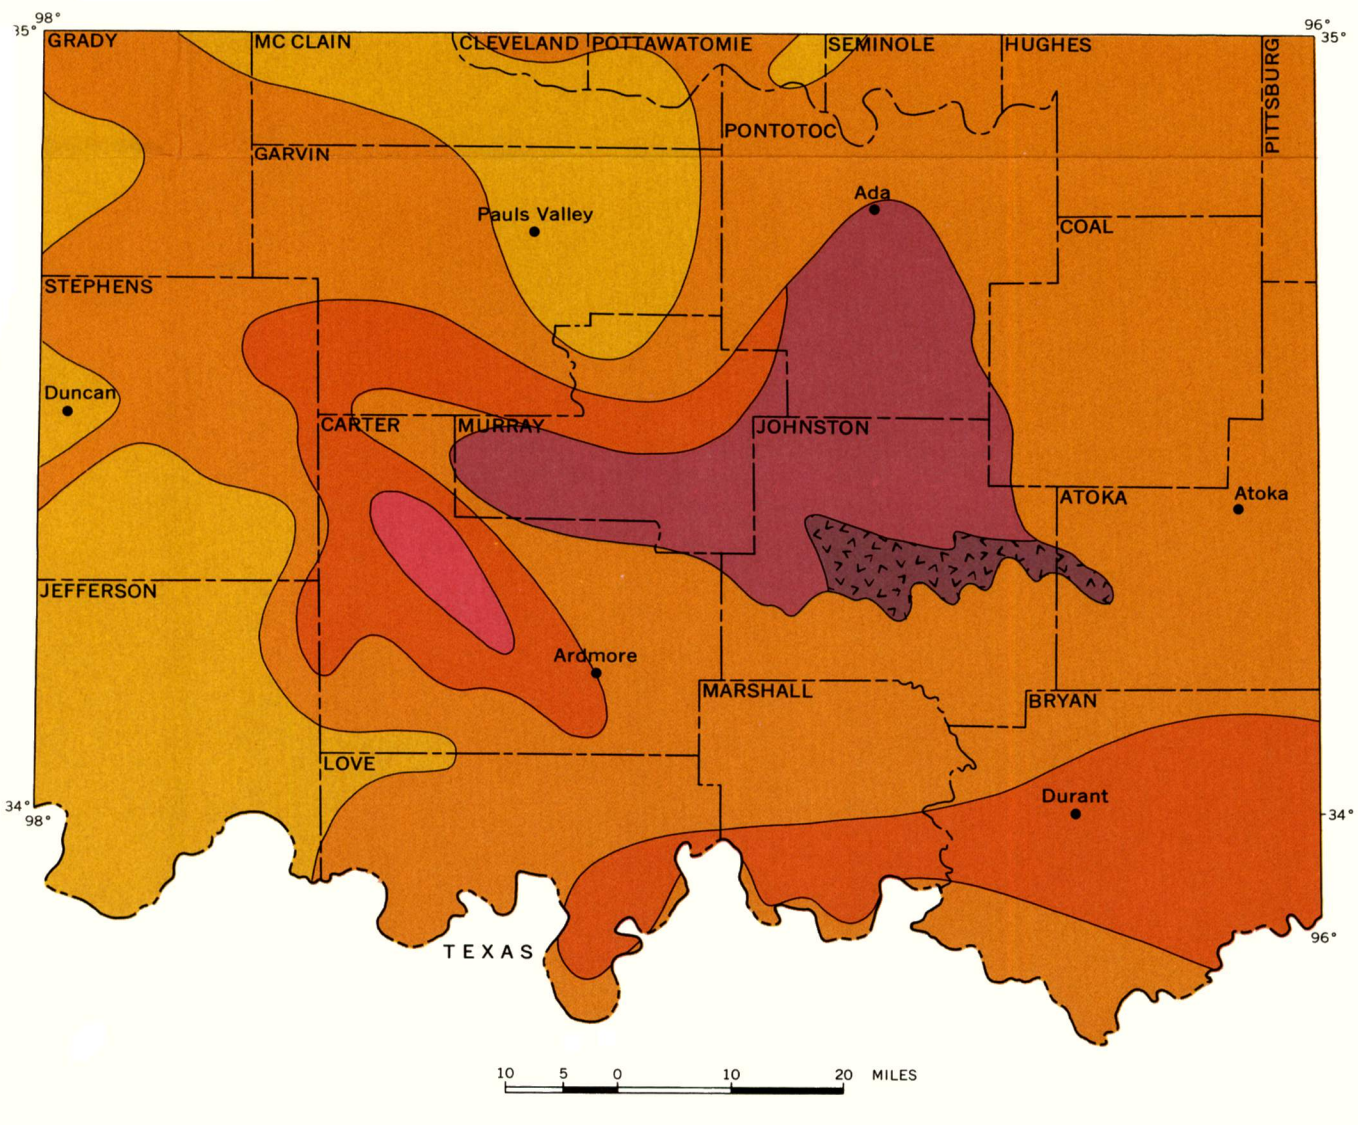 98°
96°
35°
35°
GRADY
MC CLAIN
CLEVELAND
POTTAWATOMIE
SEMINOLE
HUGHES
PITTSBURG
PONTOTOC
GARVIN
Ada
Pauls Valley
COAL
STEPHENS
Duncan
CARTER
MURRAY
JOHNSTON
ATOKA
Atoka
JEFFERSON
Ardmore
MARSHALL
BRYAN
LOVE
Durant
34°
34°
98°
96°
TEXAS
10 5 0 10 20 MILES